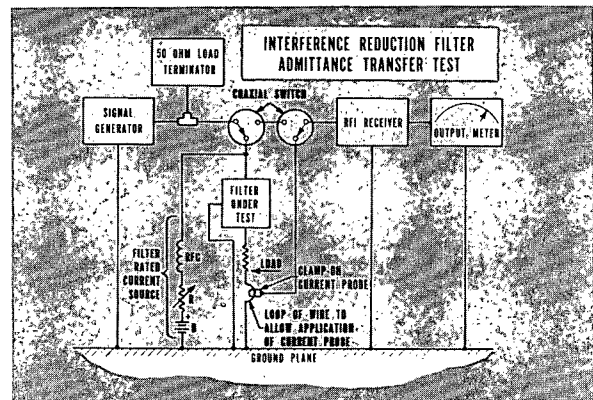 INTERFERENCE REDUCTION FILTER
ADMITTANCE TRANSFER TEST
50 OHM LOAD
TERMINATOR
COAXIAL SWITCH
SIGNAL
GENERATOR
RFI RECEIVER
OUTPUT METER
FILTER
UNDER
TEST
FILTER
RATED
CURRENT
SOURCE
RFC
R
B
LOAD
CLAMP-ON
CURRENT PROBE
LOOP OF WIRE TO
ALLOW APPLICATION
OF CURRENT PROBE
GROUND PLANE